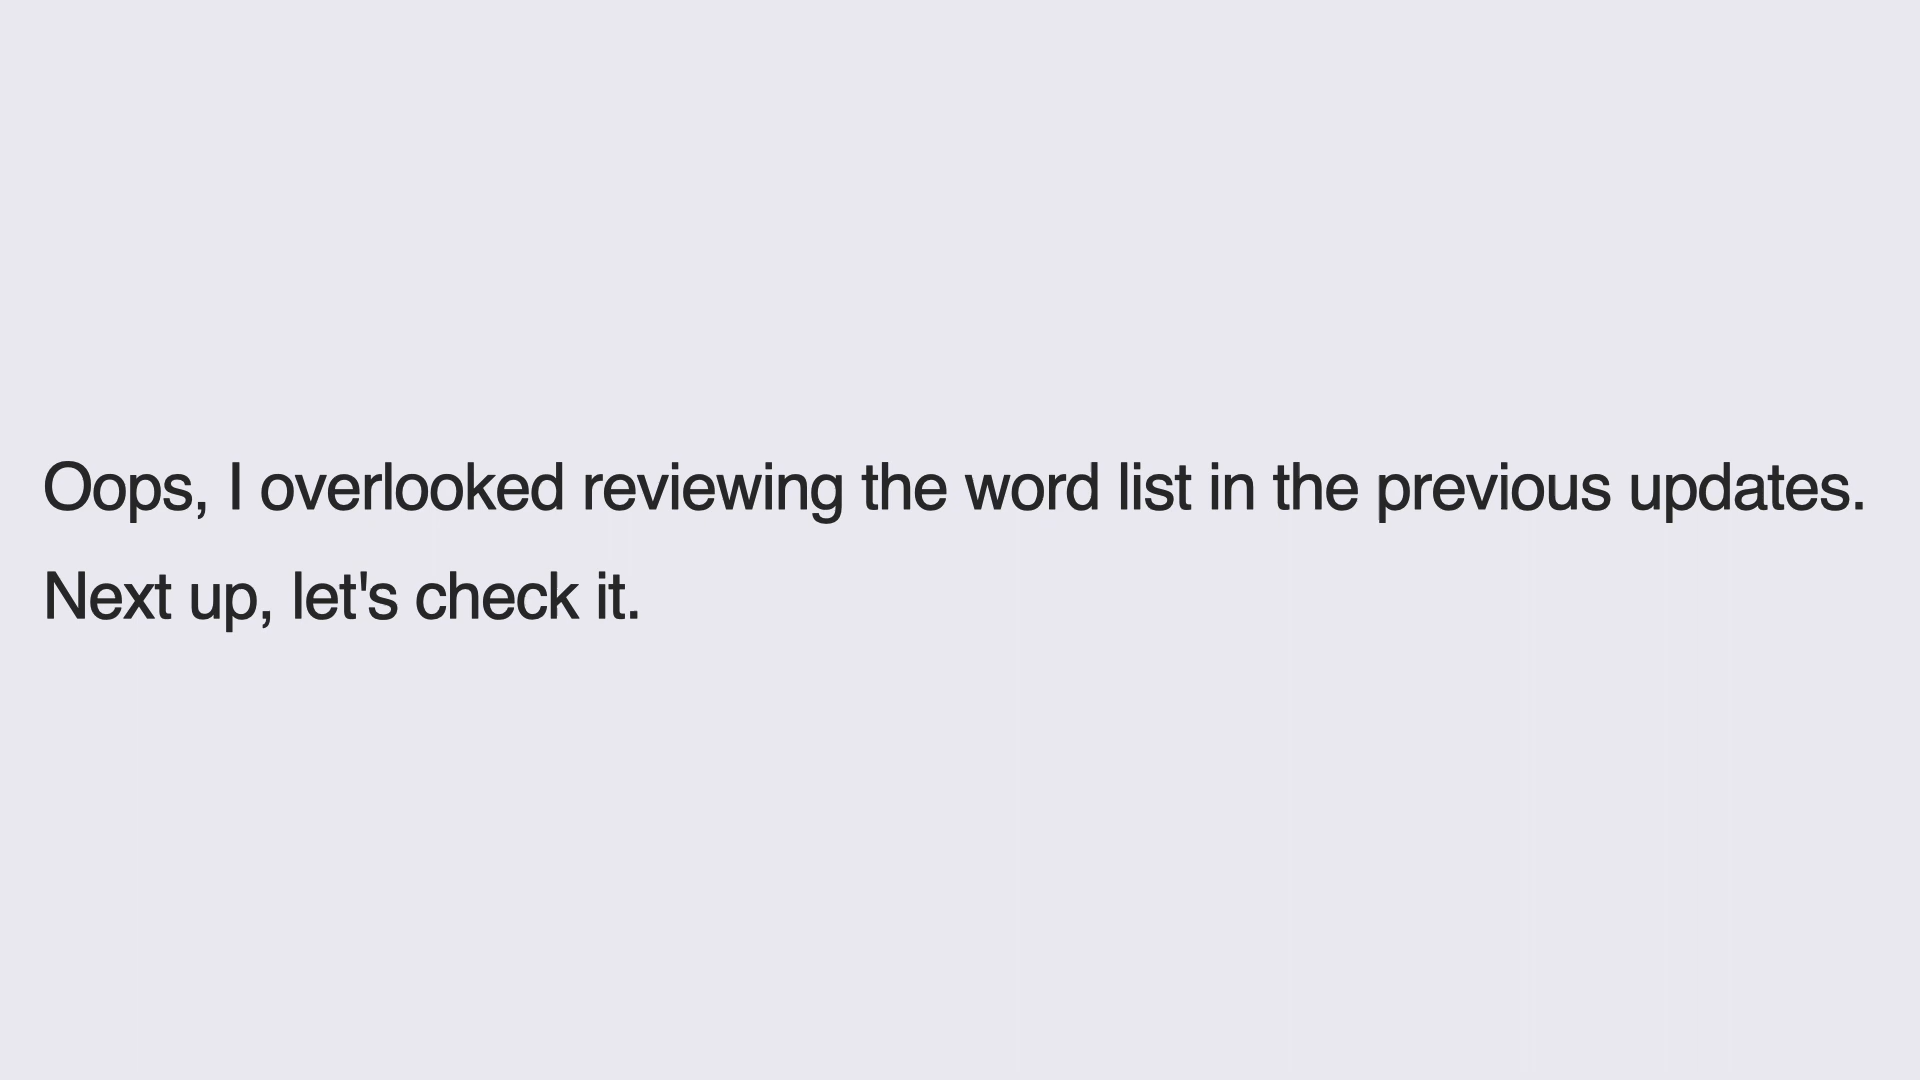 Oops, I overlooked reviewing the word list in the previous updates.
Next up, let's check it.